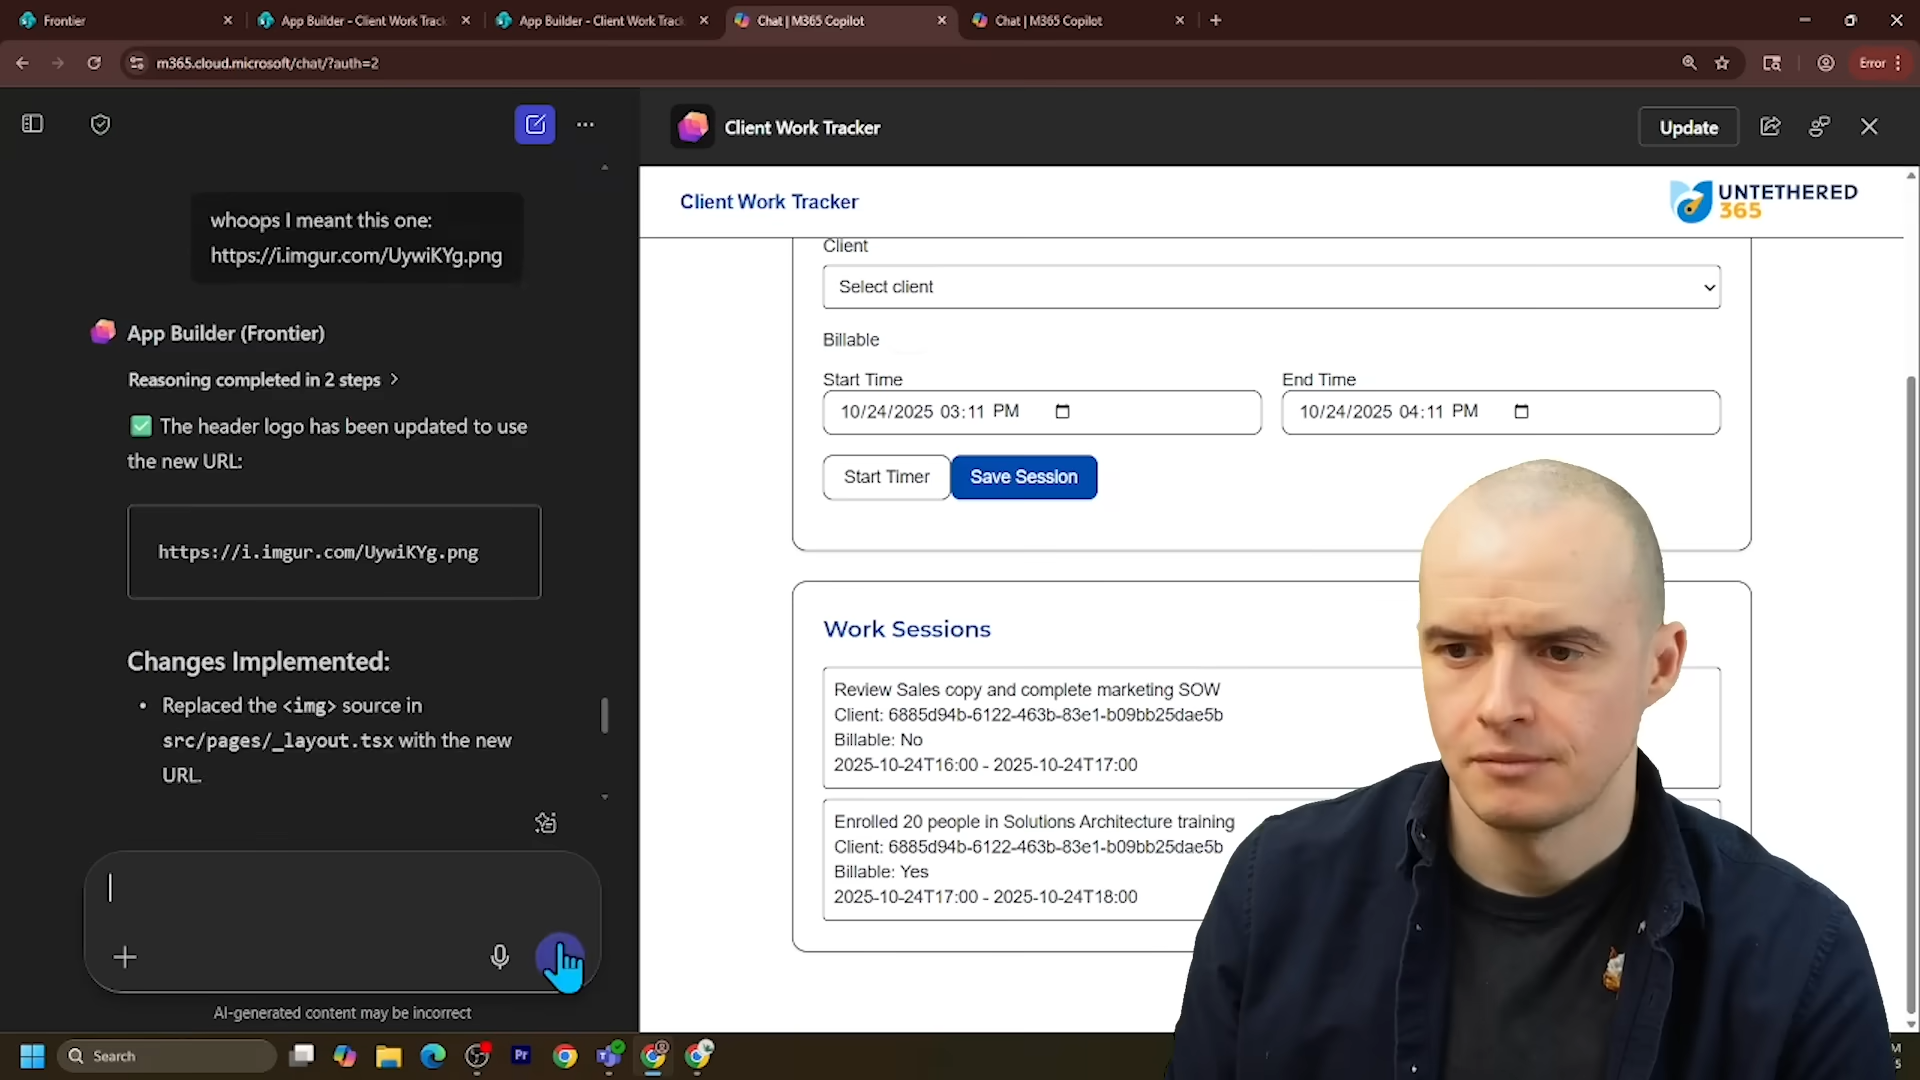 Frontier
App Builder - Client Work Track
App Builder - Client Work Track
Chat | M365 Copilot
Chat | M365 Copilot
m365.cloud.microsoft/chat/?auth=2
Error
whoops I meant this one:
https://i.imgur.com/UywiKYg.png
App Builder (Frontier)
Reasoning completed in 2 steps
The header logo has been updated to use
the new URL:
https://i.imgur.com/UywiKYg.png
Changes Implemented:
• Replaced the <img> source in
src/pages/_layout.tsx with the new
URL.
AI-generated content may be incorrect
Client Work Tracker
Update
Client Work Tracker
UNTETHERED
365
Client
Select client
Billable
Start Time
End Time
10/24/2025 03:11 PM
10/24/2025 04:11 PM
Start Timer
Save Session
Work Sessions
Review Sales copy and complete marketing SOW
Client: 6885d94b-6122-463b-83e1-b09bb25dae5b
Billable: No
2025-10-24T16:00 - 2025-10-24T17:00
Enrolled 20 people in Solutions Architecture training
Client: 6885d94b-6122-463b-83e1-b09bb25dae5b
Billable: Yes
2025-10-24T17:00 - 2025-10-24T18:00
Search
Pr